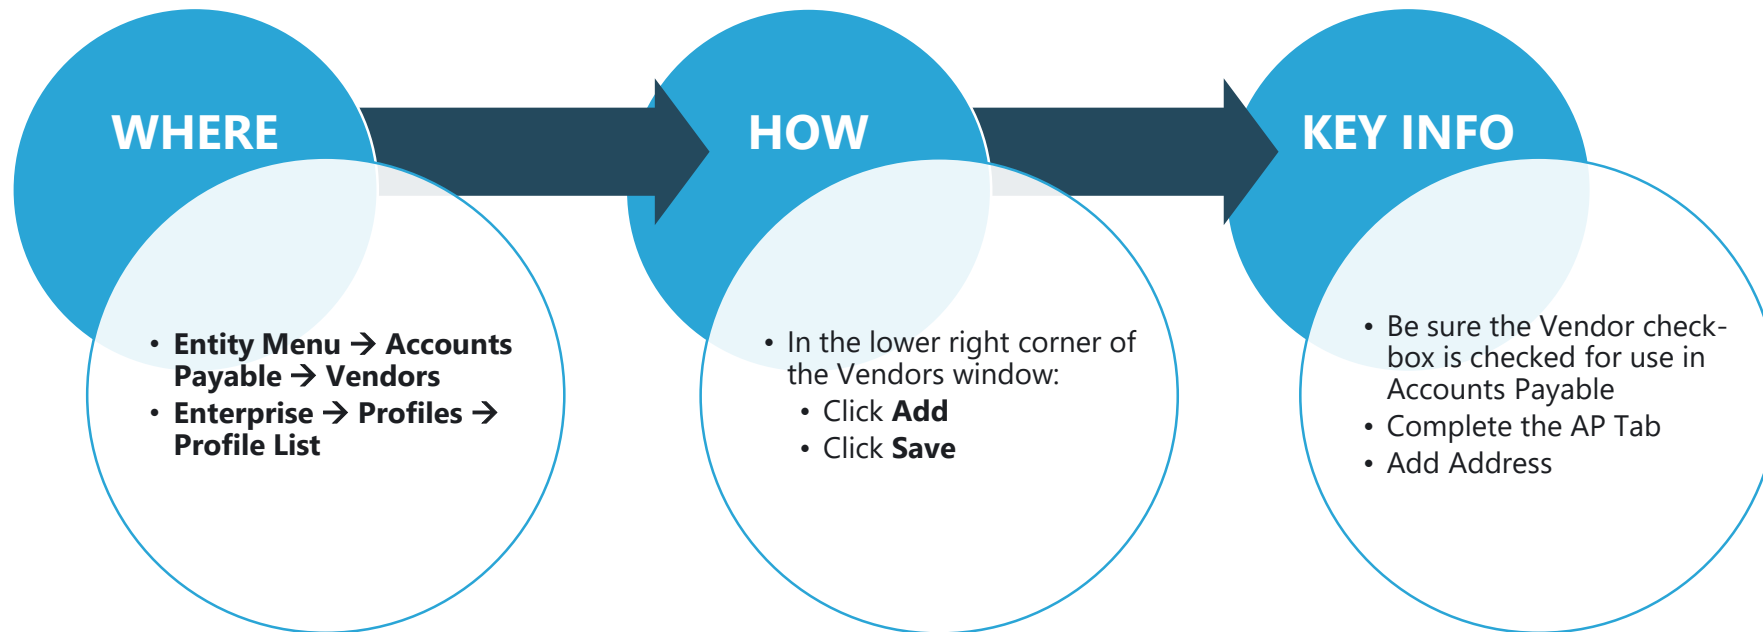 WHERE
• Entity Menu → Accounts
Payable → Vendors
• Enterprise → Profiles →
Profile List
HOW
• In the lower right corner of
the Vendors window:
• Click Add
• Click Save
KEY INFO
• Be sure the Vendor check-
box is checked for use in
Accounts Payable
• Complete the AP Tab
• Add Address